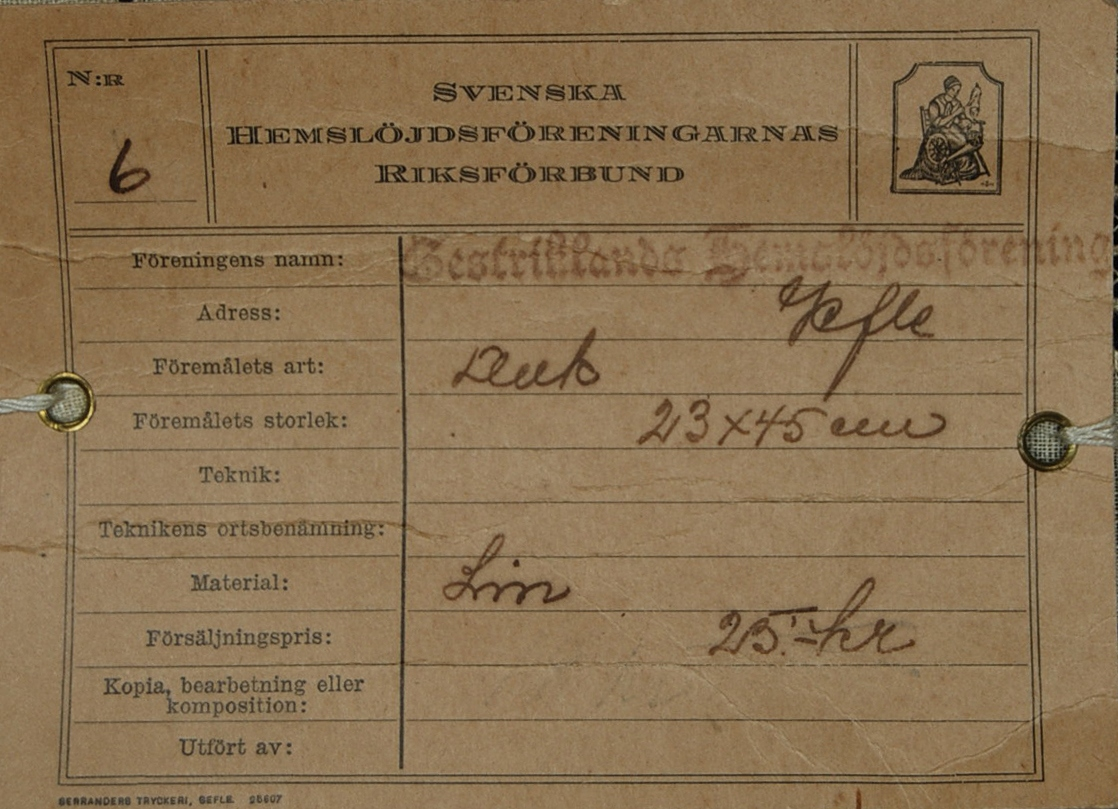 N:R
6
SVENSKA
HEMSLÖJDSFÖRENINGARNAS
RIKSFÖRBUND
Föreningens namn: Gestriklands Hemslöjdsförening
Adress: Gefle
Föremålets art: Duk
Föremålets storlek: 23x45 cm
Teknik:
Teknikens ortsbenämning:
Material: Lin
Försäljningspris: 25:- kr
Kopia, bearbetning eller
komposition:
Utfört av:
GERRANDERS TRYCKERI, GEFLE